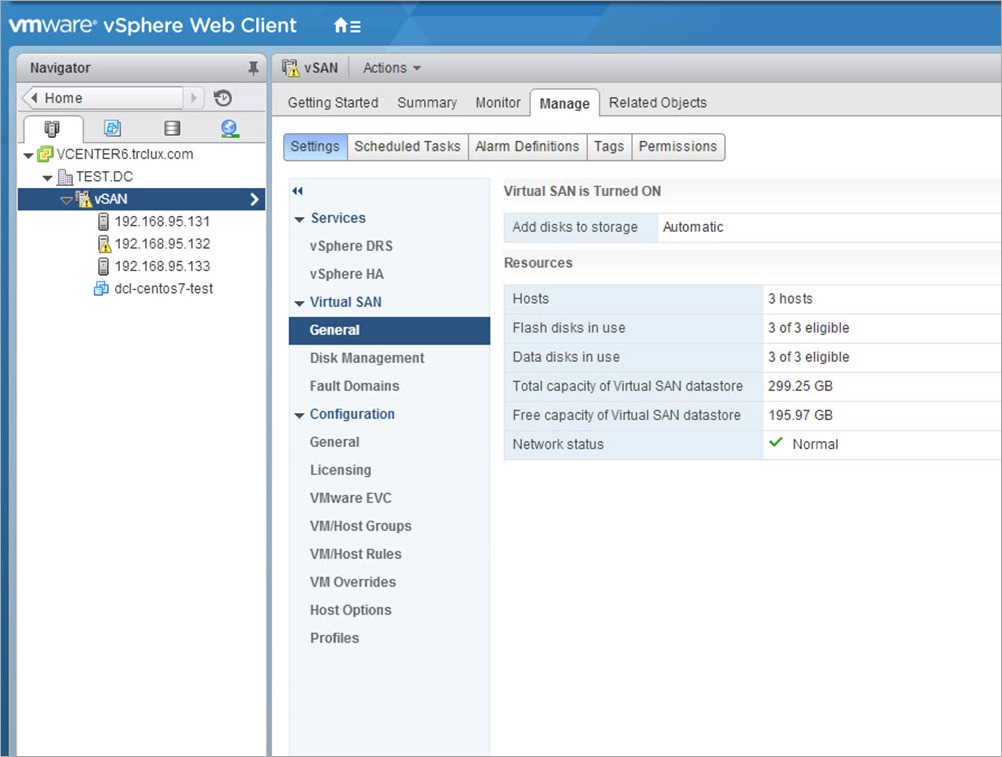 vmware® vSphere Web Client
Navigator
Home
VCENTER6.trclux.com
TEST.DC
vSAN
192.168.95.131
192.168.95.132
192.168.95.133
dcl-centos7-test
vSAN Actions
Getting Started Summary Monitor Manage Related Objects
Settings Scheduled Tasks Alarm Definitions Tags Permissions
Services
vSphere DRS
vSphere HA
Virtual SAN
General
Disk Management
Fault Domains
Configuration
General
Licensing
VMware EVC
VM/Host Groups
VM/Host Rules
VM Overrides
Host Options
Profiles
Virtual SAN is Turned ON
Add disks to storage Automatic
Resources
Hosts 3 hosts
Flash disks in use 3 of 3 eligible
Data disks in use 3 of 3 eligible
Total capacity of Virtual SAN datastore 299.25 GB
Free capacity of Virtual SAN datastore 195.97 GB
Network status Normal